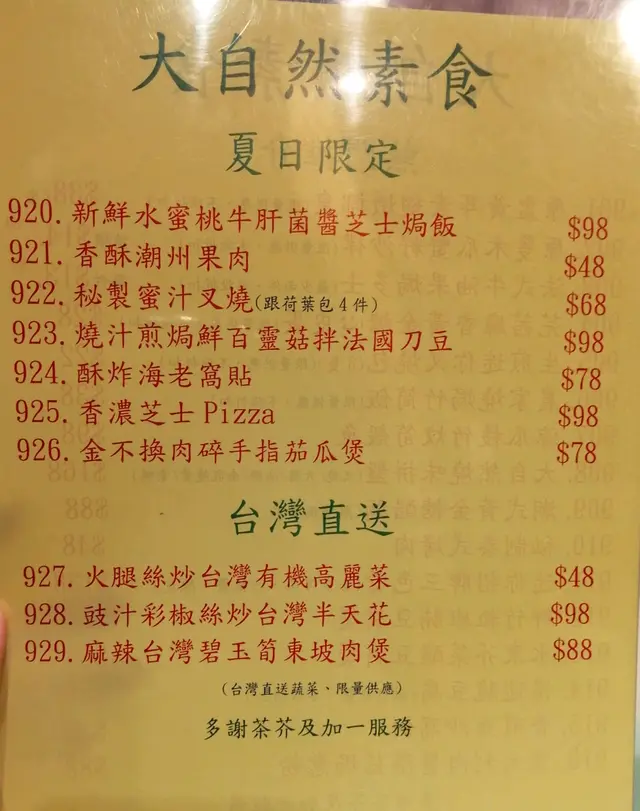 大自然素食
夏日限定
920. 新鮮水蜜桃牛肝菌醬芝士焗飯 $98
921. 香酥潮州果肉 $48
922. 秘製蜜汁叉燒(跟荷葉包4件) $68
923. 燒汁煎焗鮮百靈菇拌法國刀豆 $98
924. 酥炸海老窩貼 $78
925. 香濃芝士Pizza $98
926. 金不換肉碎手指茄瓜煲 $78
台灣直送
927. 火腿絲炒台灣有機高麗菜 $48
928. 豉汁彩椒絲炒台灣半天花 $98
929. 麻辣台灣碧玉筍東坡肉煲 $88
(台灣直送蔬菜、限量供應)
多謝茶芥及加一服務